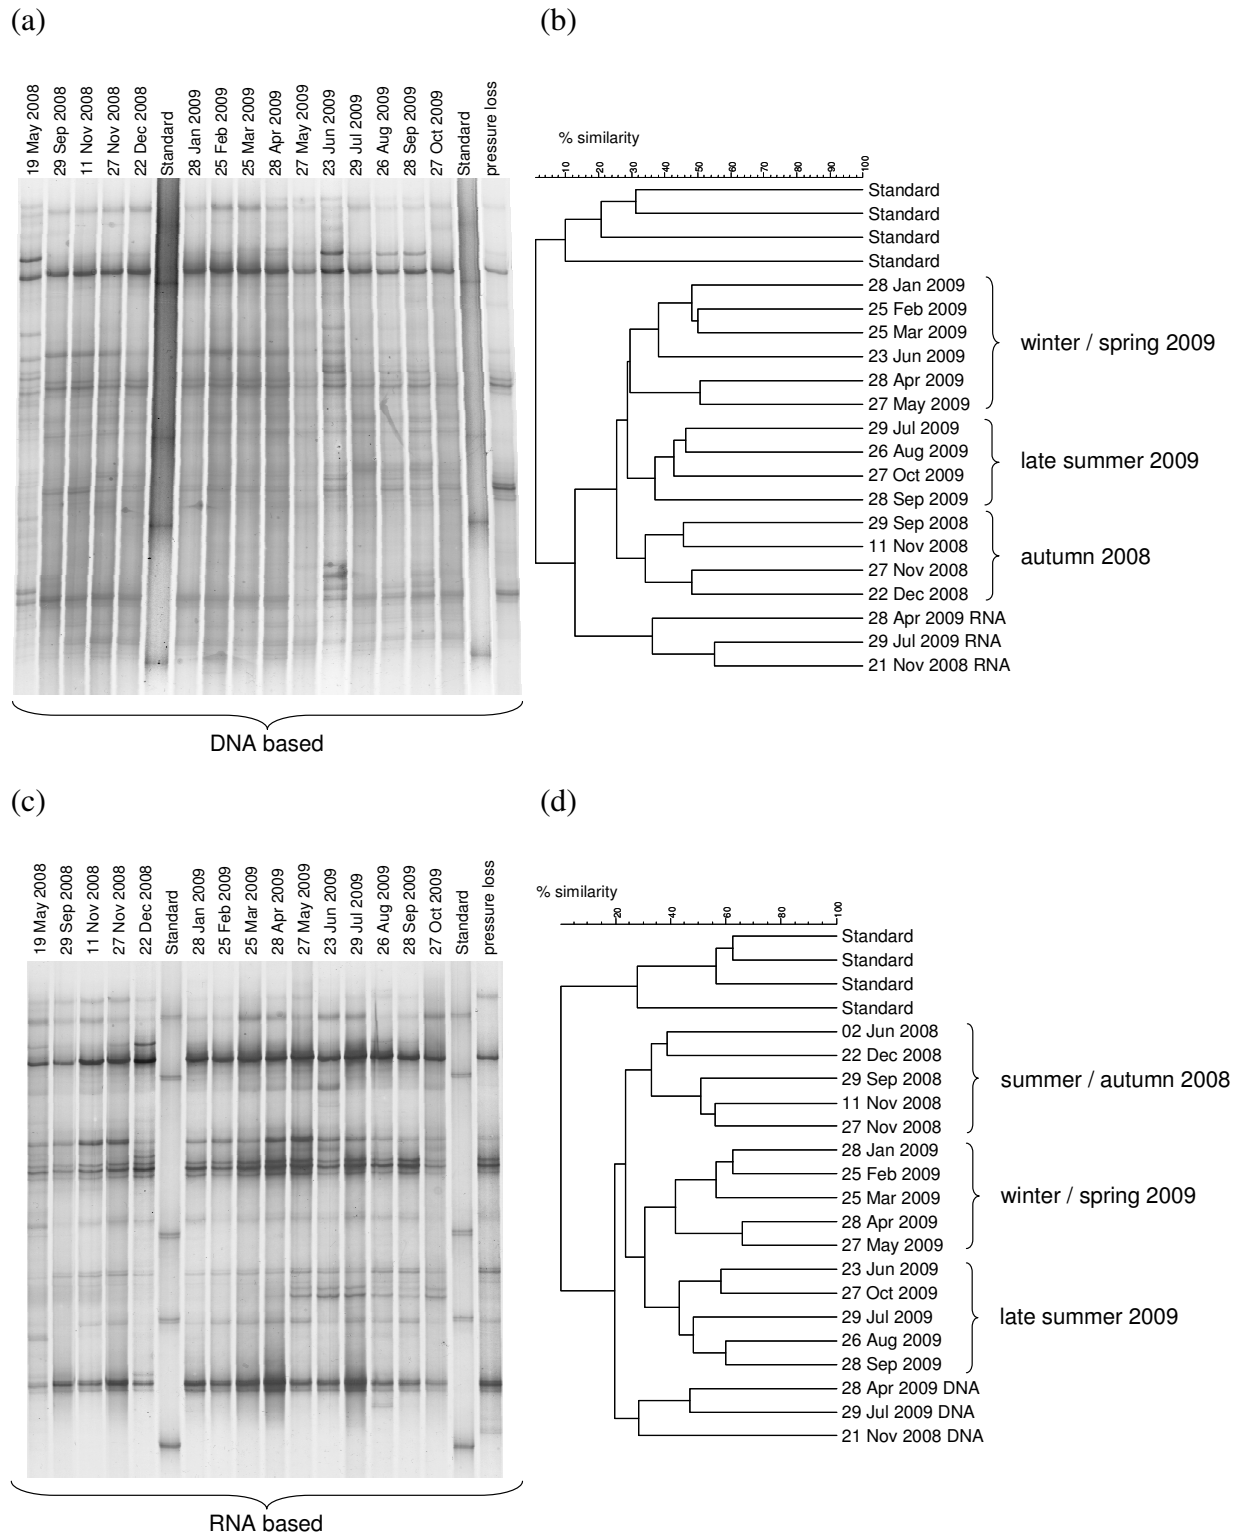 (a)
19 May 2008
29 Sep 2008
11 Nov 2008
27 Nov 2008
22 Dec 2008
Standard
28 Jan 2009
25 Feb 2009
25 Mar 2009
28 Apr 2009
27 May 2009
23 Jun 2009
29 Jul 2009
26 Aug 2009
28 Sep 2009
27 Oct 2009
Standard
pressure loss
DNA based
(b)
% similarity
10
20
30
40
50
60
70
80
90
100
Standard
Standard
Standard
Standard
28 Jan 2009
25 Feb 2009
25 Mar 2009
23 Jun 2009
28 Apr 2009
27 May 2009
winter / spring 2009
29 Jul 2009
26 Aug 2009
27 Oct 2009
28 Sep 2009
late summer 2009
29 Sep 2008
11 Nov 2008
27 Nov 2008
22 Dec 2008
autumn 2008
28 Apr 2009 RNA
29 Jul 2009 RNA
21 Nov 2008 RNA
(c)
19 May 2008
29 Sep 2008
11 Nov 2008
27 Nov 2008
22 Dec 2008
Standard
28 Jan 2009
25 Feb 2009
25 Mar 2009
28 Apr 2009
27 May 2009
23 Jun 2009
29 Jul 2009
26 Aug 2009
28 Sep 2009
27 Oct 2009
Standard
pressure loss
RNA based
(d)
% similarity
20
40
60
80
100
Standard
Standard
Standard
Standard
02 Jun 2008
22 Dec 2008
29 Sep 2008
11 Nov 2008
27 Nov 2008
summer / autumn 2008
28 Jan 2009
25 Feb 2009
25 Mar 2009
28 Apr 2009
27 May 2009
winter / spring 2009
23 Jun 2009
27 Oct 2009
29 Jul 2009
26 Aug 2009
28 Sep 2009
late summer 2009
28 Apr 2009 DNA
29 Jul 2009 DNA
21 Nov 2008 DNA